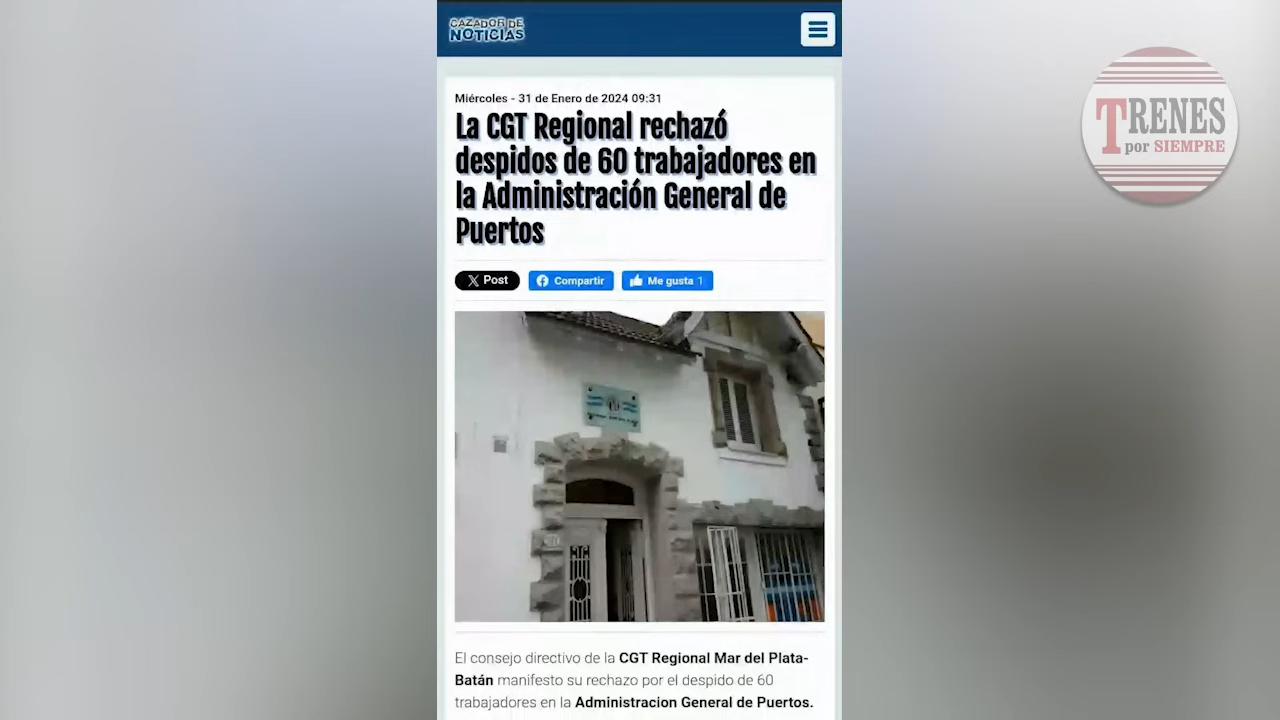 CAZADOR DE
NOTICIAS
TRENES
por SIEMPRE
Miércoles - 31 de Enero de 2024 09:31
La CGT Regional rechazó
despidos de 60 trabajadores en
la Administración General de
Puertos
Post
Compartir
Me gusta 1
El consejo directivo de la CGT Regional Mar del Plata-
Batán manifesto su rechazo por el despido de 60
trabajadores en la Administracion General de Puertos.